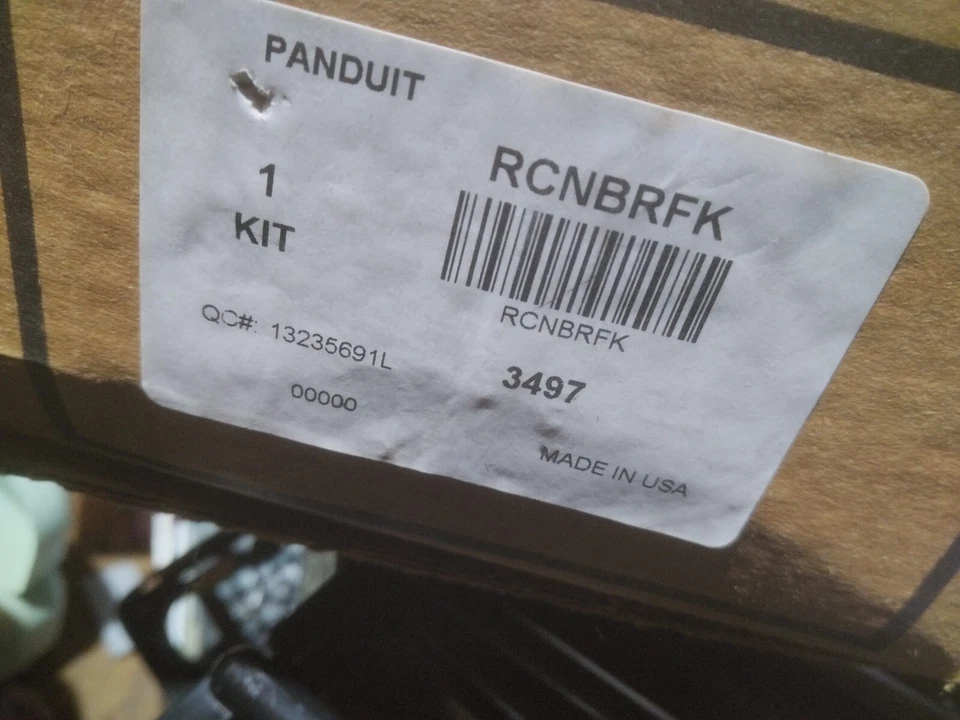 PANDUIT
1
KIT
RCNBRFK
RCNBRFK
QC#: 13235691L
3497
00000
MADE IN USA